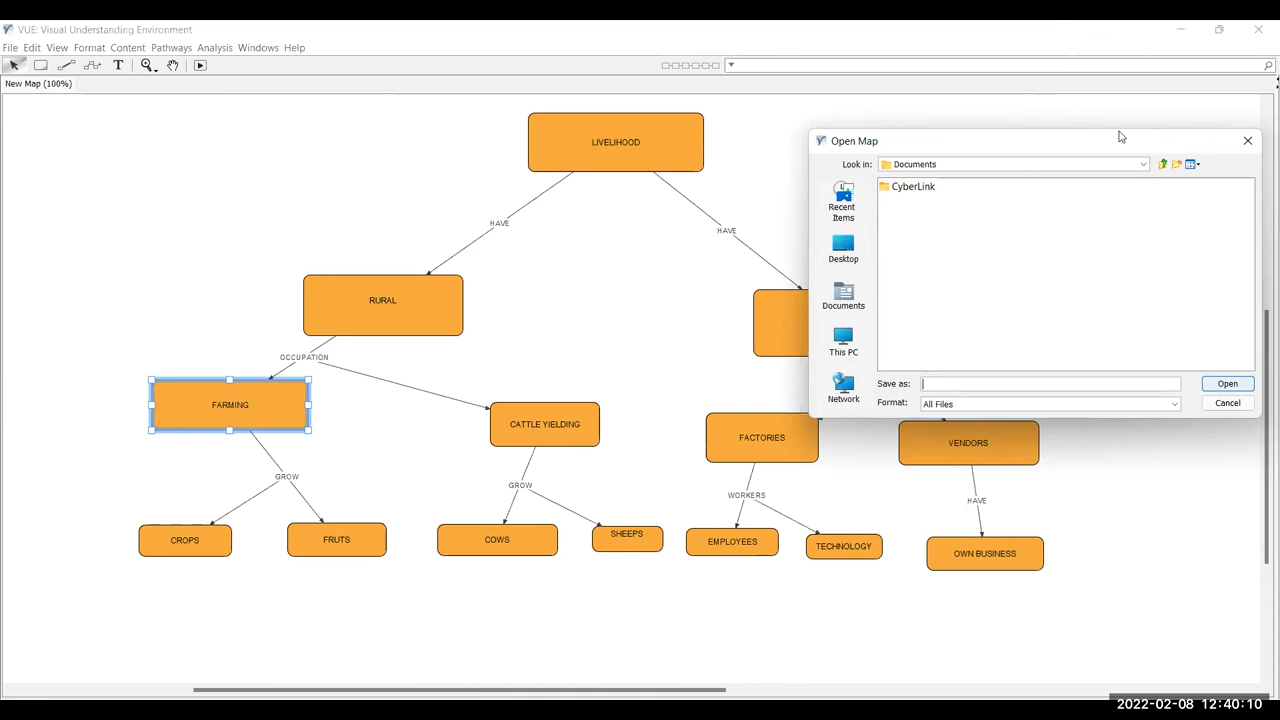 VUE: Visual Understanding Environment
File Edit View Format Content Pathways Analysis Windows Help
T
New Map (100%)
LIVELIHOOD
HAVE
HAVE
RURAL
OCCUPATION
FARMING
CATTLE YIELDING
FACTORIES
VENDORS
GROW
GROW
WORKERS
HAVE
CROPS
FRUTS
COWS
SHEEPS
EMPLOYEES
TECHNOLOGY
OWN BUSINESS
Open Map
Look in:
Documents
CyberLink
Recent
Items
Desktop
Documents
This PC
Network
Save as:
Open
Format:
All Files
Cancel
2022-02-08 12:40:10